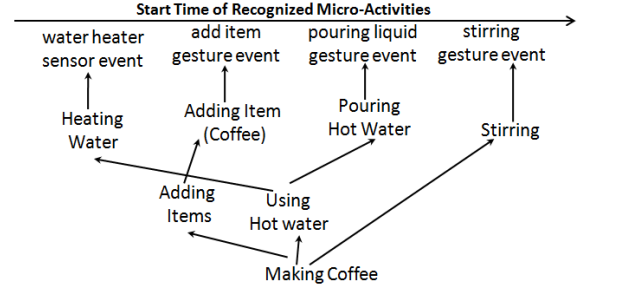 Start Time of Recognized Micro-Activities
water heater
sensor event
add item
gesture event
pouring liquid
gesture event
stirring
gesture event
Heating
Water
Adding Item
(Coffee)
Pouring
Hot Water
Stirring
Adding
Items
Using
Hot water
Making Coffee